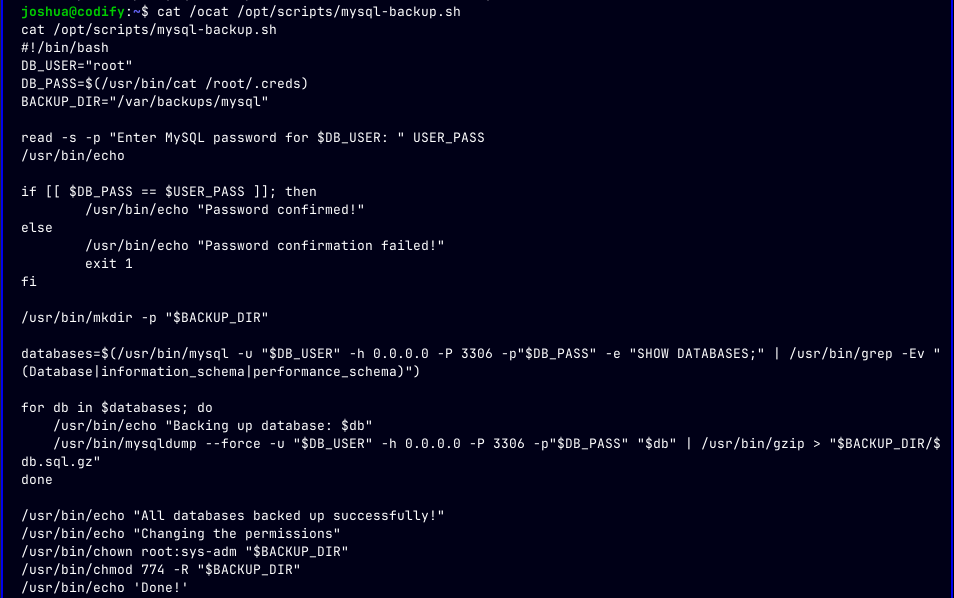 joshua@codify:~$ cat /ocat /opt/scripts/mysql-backup.sh
cat /opt/scripts/mysql-backup.sh
#!/bin/bash
DB_USER="root"
DB_PASS=$(/usr/bin/cat /root/.creds)
BACKUP_DIR="/var/backups/mysql"

read -s -p "Enter MySQL password for $DB_USER: " USER_PASS
/usr/bin/echo

if [[ $DB_PASS == $USER_PASS ]]; then
        /usr/bin/echo "Password confirmed!"
else
        /usr/bin/echo "Password confirmation failed!"
        exit 1
fi

/usr/bin/mkdir -p "$BACKUP_DIR"

databases=$(/usr/bin/mysql -u "$DB_USER" -h 0.0.0.0 -P 3306 -p"$DB_PASS" -e "SHOW DATABASES;" | /usr/bin/grep -Ev "
(Database|information_schema|performance_schema)")

for db in $databases; do
    /usr/bin/echo "Backing up database: $db"
    /usr/bin/mysqldump --force -u "$DB_USER" -h 0.0.0.0 -P 3306 -p"$DB_PASS" "$db" | /usr/bin/gzip > "$BACKUP_DIR/$
db.sql.gz"
done

/usr/bin/echo "All databases backed up successfully!"
/usr/bin/echo "Changing the permissions"
/usr/bin/chown root:sys-adm "$BACKUP_DIR"
/usr/bin/chmod 774 -R "$BACKUP_DIR"
/usr/bin/echo 'Done!'